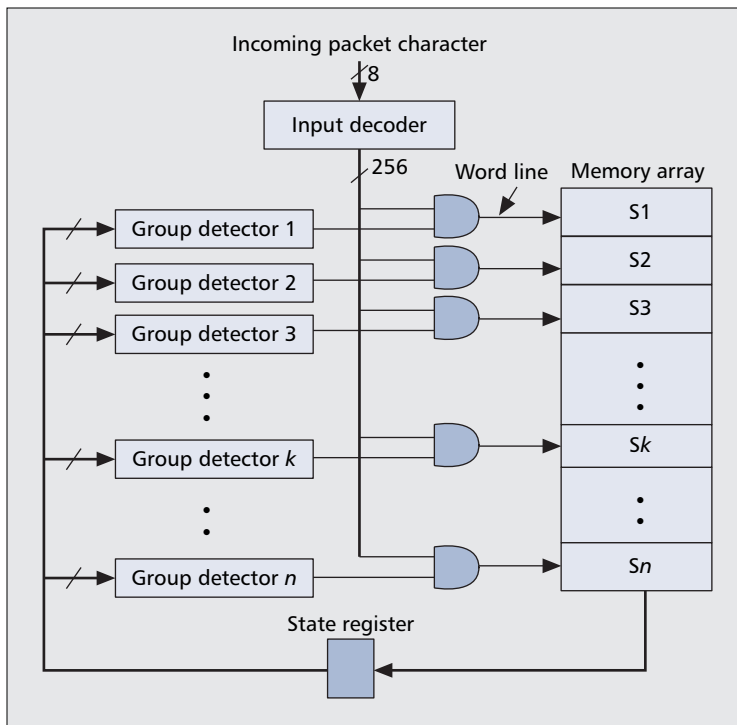 Incoming packet character
8
Input decoder
256
Word line
Memory array
Group detector 1
S1
Group detector 2
S2
Group detector 3
S3
Group detector k
Sk
Group detector n
Sn
State register